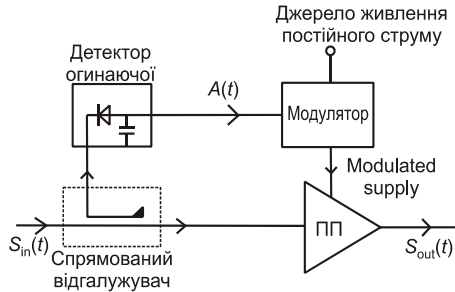 Джерело живлення
постійного струму
Детектор
огинаючої
A(t)
Модулятор
Modulated
supply
ПП
Sin(t)
Sout(t)
Спрямований
відгалужувач